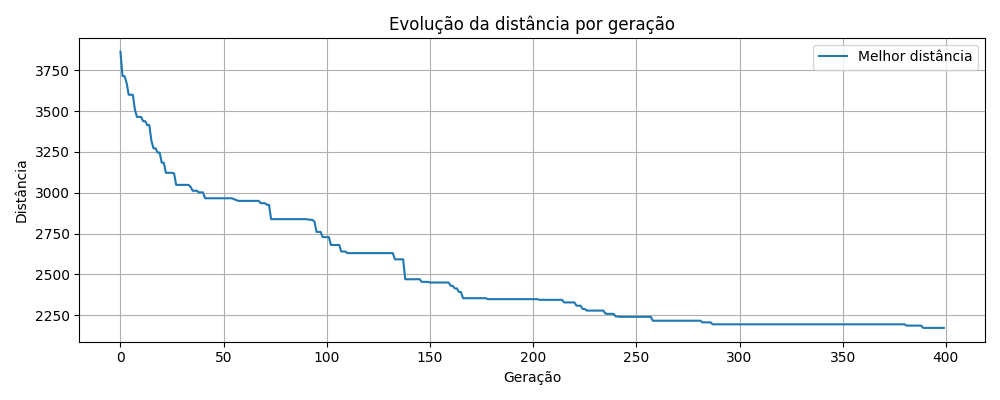 Evolução da distância por geração
Melhor distância
Distância
3750
3500
3250
3000
2750
2500
2250
0 50 100 150 200 250 300 350 400
Geração